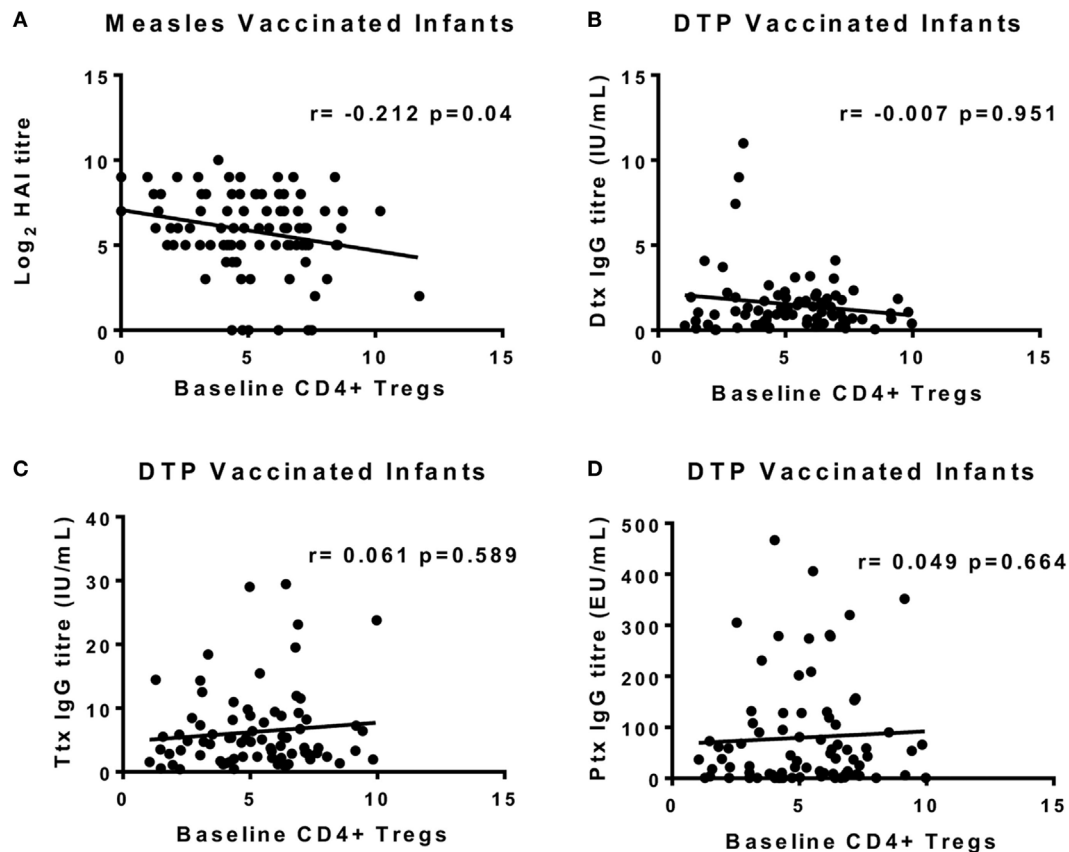 A
Measles Vaccinated Infants
15
10
5
0
Log2 HAI titre
r= -0.212 p=0.04
0 5 10 15
Baseline CD4+ Tregs
B
DTP Vaccinated Infants
15
10
5
0
Dtx IgG titre (IU/mL)
r= -0.007 p=0.951
0 5 10 15
Baseline CD4+ Tregs
C
DTP Vaccinated Infants
40
30
20
10
0
Ttx IgG titre (IU/mL)
r= 0.061 p=0.589
0 5 10 15
Baseline CD4+ Tregs
D
DTP Vaccinated Infants
500
400
300
200
100
0
Ptx IgG titre (EU/mL)
r= 0.049 p=0.664
0 5 10 15
Baseline CD4+ Tregs